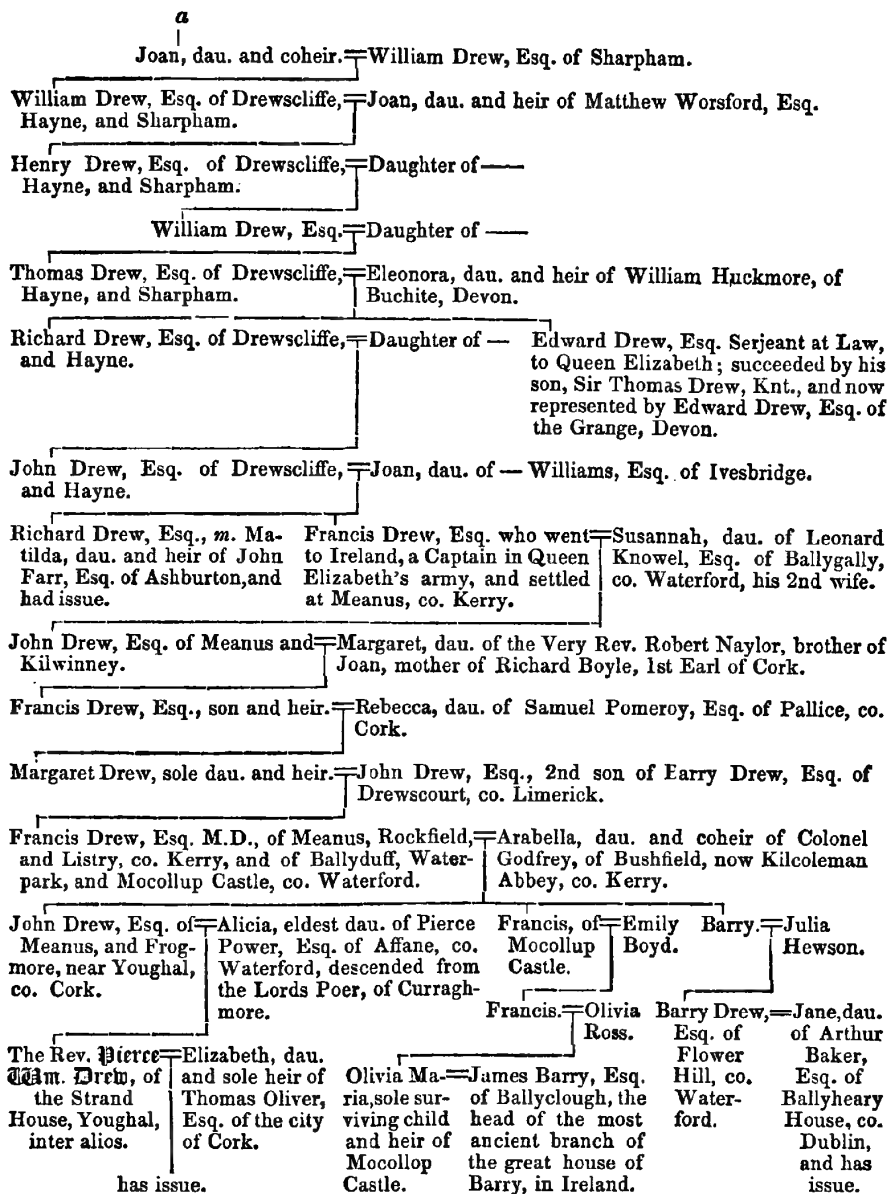 a
Joan, dau. and coheir.=William Drew, Esq. of Sharpham.
William Drew, Esq. of Drewscliffe,=Joan, dau. and heir of Matthew Worsford, Esq.
Hayne, and Sharpham.
Henry Drew, Esq. of Drewscliffe,=Daughter of ——
Hayne, and Sharpham.
William Drew, Esq.=Daughter of ——
Thomas Drew, Esq. of Drewscliffe,=Eleonora, dau. and heir of William Huckmore, of
Hayne, and Sharpham.
Buchite, Devon.
Richard Drew, Esq. of Drewscliffe,=Daughter of —
and Hayne.
Edward Drew, Esq. Serjeant at Law,
to Queen Elizabeth; succeeded by his
son, Sir Thomas Drew, Knt., and now
represented by Edward Drew, Esq. of
the Grange, Devon.
John Drew, Esq. of Drewscliffe,=Joan, dau. of — Williams, Esq. of Ivesbridge.
and Hayne.
Richard Drew, Esq., m. Ma-
tilda, dau. and heir of John
Farr, Esq. of Ashburton, and
had issue.
Francis Drew, Esq. who went=
to Ireland, a Captain in Queen
Elizabeth's army, and settled
at Meanus, co. Kerry.
Susannah, dau. of Leonard
Knowel, Esq. of Ballygally,
co. Waterford, his 2nd wife.
John Drew, Esq. of Meanus and=Margaret, dau. of the Very Rev. Robert Naylor, brother of
Kilwinney.
Joan, mother of Richard Boyle, 1st Earl of Cork.
Francis Drew, Esq., son and heir.=Rebecca, dau. of Samuel Pomeroy, Esq. of Pallice, co.
Cork.
Margaret Drew, sole dau. and heir.=John Drew, Esq., 2nd son of Earry Drew, Esq. of
Drewscourt, co. Limerick.
Francis Drew, Esq. M.D., of Meanus, Rockfield,=
and Listry, co. Kerry, and of Ballyduff, Water-
park, and Mocollup Castle, co. Waterford.
Arabella, dau. and coheir of Colonel
Godfrey, of Bushfield, now Kilcoleman
Abbey, co. Kerry.
John Drew, Esq. of=
Meanus, and Frog-
more, near Youghal,
co. Cork.
Alicia, eldest dau. of Pierce
Power, Esq. of Affane, co.
Waterford, descended from
the Lords Poer, of Curragh-
more.
Francis, of=
Mocollup
Castle.
Emily
Boyd.
Barry.=Julia
Hewson.
Francis.=Olivia
Ross.
Barry Drew,=
Esq. of
Flower
Hill, co.
Water-
ford.
Jane, dau.
of Arthur
Baker,
Esq. of
Ballyheary
House, co.
Dublin,
and has
issue.
The Rev. Pierce=
Wm. Drew, of
the Strand
House, Youghal,
inter alios.
Elizabeth, dau.
and sole heir of
Thomas Oliver,
Esq. of the city
of Cork.
has issue.
Olivia Ma-=
ria, sole sur-
viving child
and heir of
Mocollop
Castle.
James Barry, Esq.
of Ballyclough, the
head of the most
ancient branch of
the great house of
Barry, in Ireland.